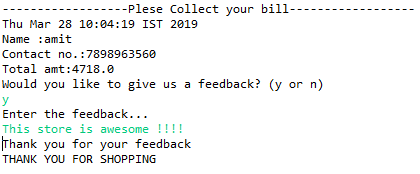 ------------------Plese Collect your bill------------------
Thu Mar 28 10:04:19 IST 2019
Name :amit
Contact no.:7898963560
Total amt:4718.0
Would you like to give us a feedback? (y or n)
y
Enter the feedback...
This store is awesome !!!!
Thank you for your feedback
THANK YOU FOR SHOPPING